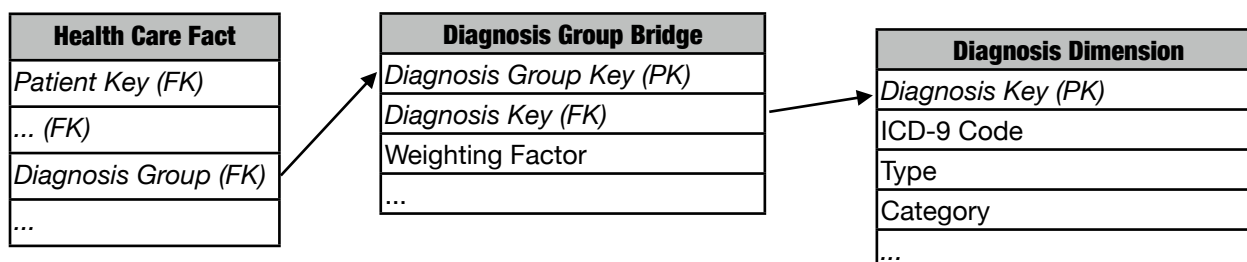 Health Care Fact
Patient Key (FK)
... (FK)
Diagnosis Group (FK)
...
Diagnosis Group Bridge
Diagnosis Group Key (PK)
Diagnosis Key (FK)
Weighting Factor
...
Diagnosis Dimension
Diagnosis Key (PK)
ICD-9 Code
Type
Category
...